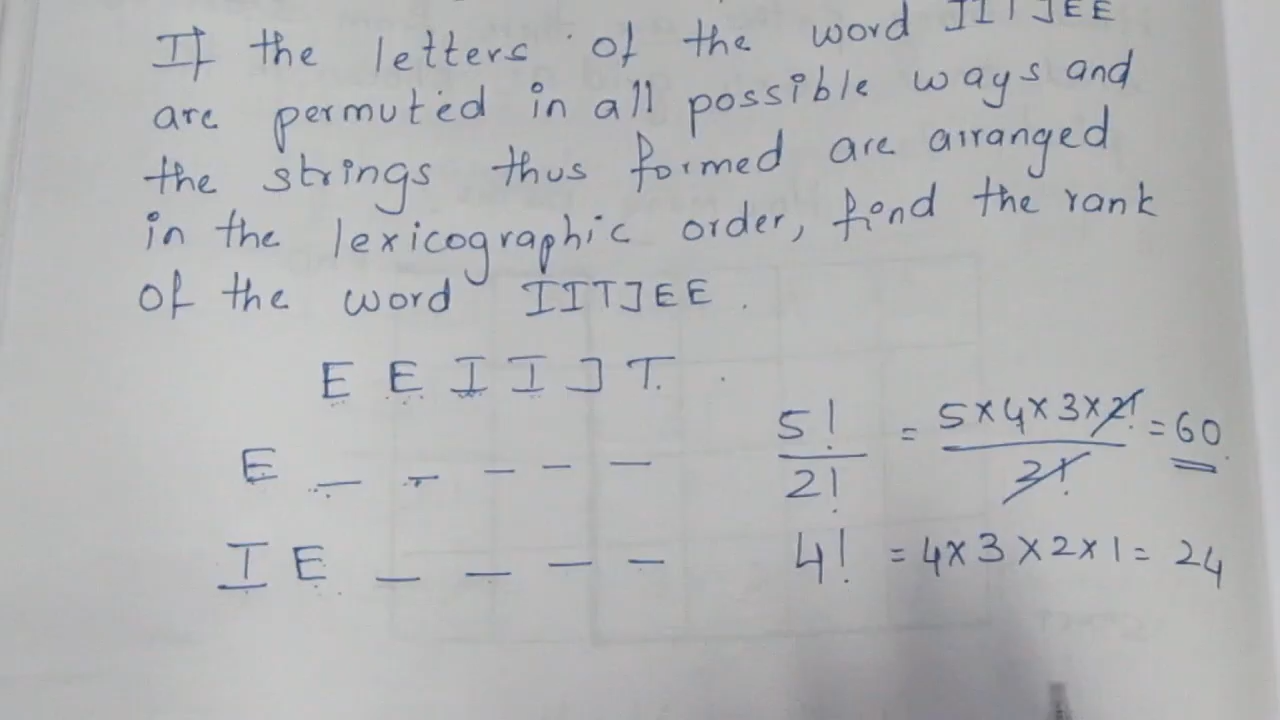 If the letters of the word IITJEE
are permuted in all possible ways and
the strings thus formed are arranged
in the lexicographic order, find the rank
of the word IITJEE.
E E I I J T.
E _ _ _ _ _ 5!/2! = 5×4×3×2!/2! = 60
I E _ _ _ _ 4! = 4×3×2×1 = 24